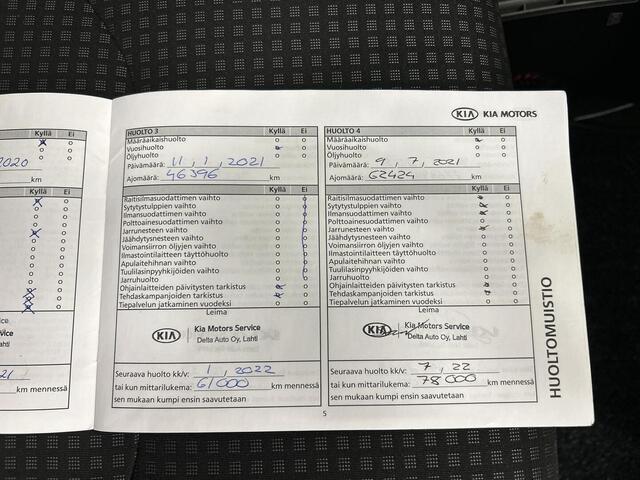 KIA KIA MOTORS
Kyllä Ei
2020
km
Kyllä Ei
km mennessä
HUOLTO 3 Kyllä Ei
Määräaikaishuolto
Vuosihuolto
Öljyhuolto
Päivämäärä: 11, 1, 2021
Ajomäärä: 46396 km
Kyllä Ei
Raitisilmasuodattimen vaihto
Sytytystulppien vaihto
Ilmansuodattimen vaihto
Polttoainesuodattimen vaihto
Jarrunesteen vaihto
Jäähdytysnesteen vaihto
Voimansiirron öljyjen vaihto
Ilmastointilaitteen täyttöhuolto
Apulaitehihnan vaihto
Tuulilasinpyyhkijöiden vaihto
Jarruhuolto
Ohjainlaitteiden päivitysten tarkistus
Tehdaskampanjoiden tarkistus
Tiepalvelun jatkaminen vuodeksi
Leima
KIA Kia Motors Service
Delta Auto Oy, Lahti
Seuraava huolto kk/v: 1, 2022
tai kun mittarilukema: 61000 km mennessä
sen mukaan kumpi ensin saavutetaan
HUOLTO 4 Kyllä Ei
Määräaikaishuolto
Vuosihuolto
Öljyhuolto
Päivämäärä: 9, 7, 2021
Ajomäärä: 62424 km
Kyllä Ei
Raitisilmasuodattimen vaihto
Sytytystulppien vaihto
Ilmansuodattimen vaihto
Polttoainesuodattimen vaihto
Jarrunesteen vaihto
Jäähdytysnesteen vaihto
Voimansiirron öljyjen vaihto
Ilmastointilaitteen täyttöhuolto
Apulaitehihnan vaihto
Tuulilasinpyyhkijöiden vaihto
Jarruhuolto
Ohjainlaitteiden päivitysten tarkistus
Tehdaskampanjoiden tarkistus
Tiepalvelun jatkaminen vuodeksi
Leima
KIA Kia Motors Service
Delta Auto Oy, Lahti
Seuraava huolto kk/v: 7, 22
tai kun mittarilukema: 78000 km mennessä
sen mukaan kumpi ensin saavutetaan
HUOLTOMUISTIO
5